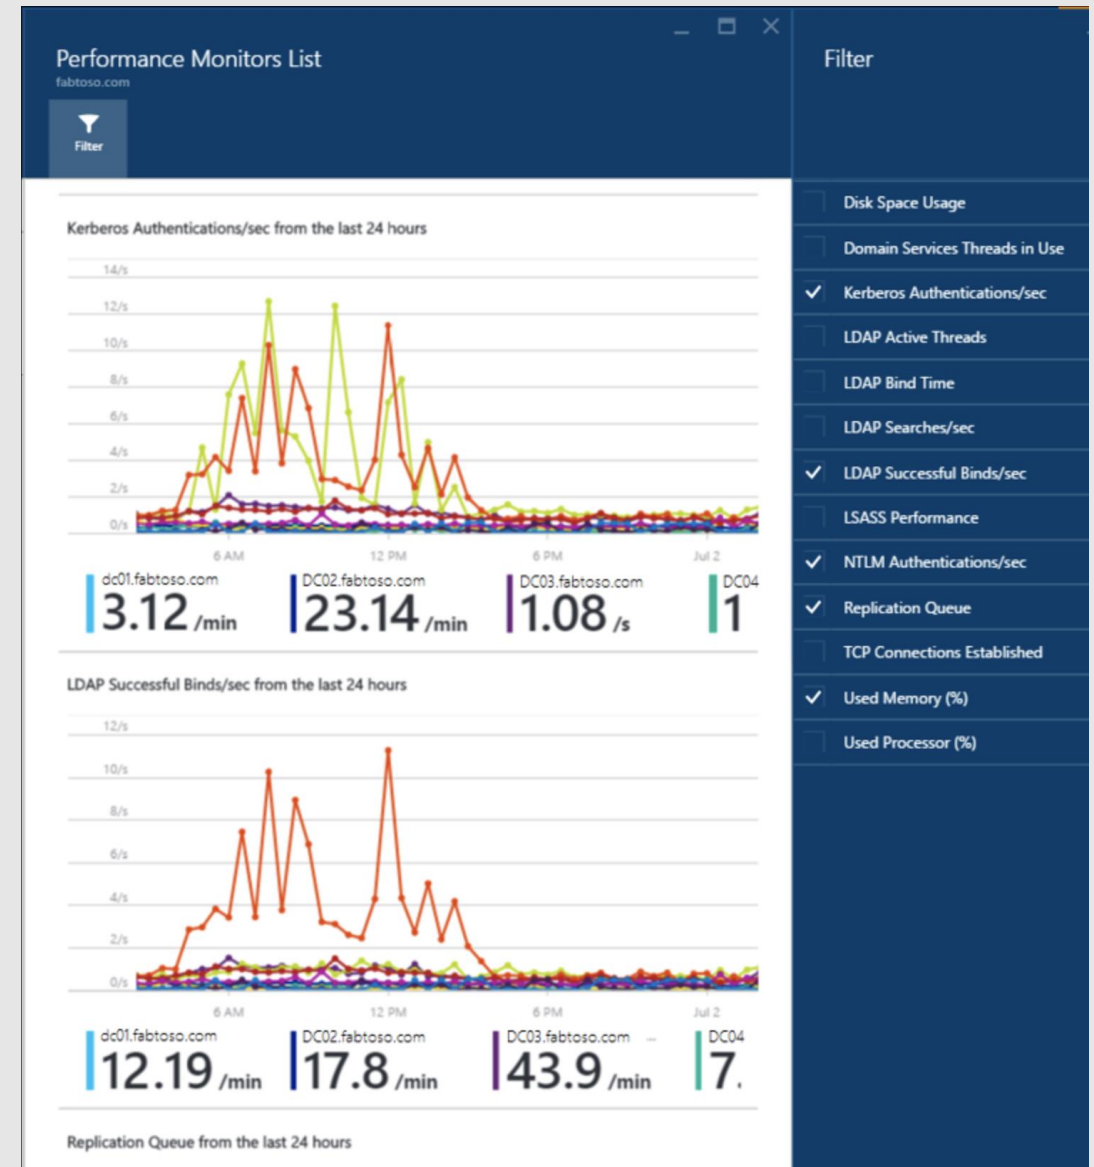 Performance Monitors List
fabtoso.com
Filter
Kerberos Authentications/sec from the last 24 hours
14/s
12/s
10/s
8/s
6/s
4/s
2/s
0/s
6 AM 12 PM 6 PM Jul 2
dc01.fabtoso.com DC02.fabtoso.com DC03.fabtoso.com DC04
3.12 /min 23.14 /min 1.08 /s 1
LDAP Successful Binds/sec from the last 24 hours
12/s
10/s
8/s
6/s
4/s
2/s
0/s
6 AM 12 PM 6 PM Jul 2
dc01.fabtoso.com DC02.fabtoso.com DC03.fabtoso.com DC04
12.19 /min 17.8 /min 43.9 /min 7.
Replication Queue from the last 24 hours
Filter
Disk Space Usage
Domain Services Threads in Use
Kerberos Authentications/sec
LDAP Active Threads
LDAP Bind Time
LDAP Searches/sec
LDAP Successful Binds/sec
LSASS Performance
NTLM Authentications/sec
Replication Queue
TCP Connections Established
Used Memory (%)
Used Processor (%)